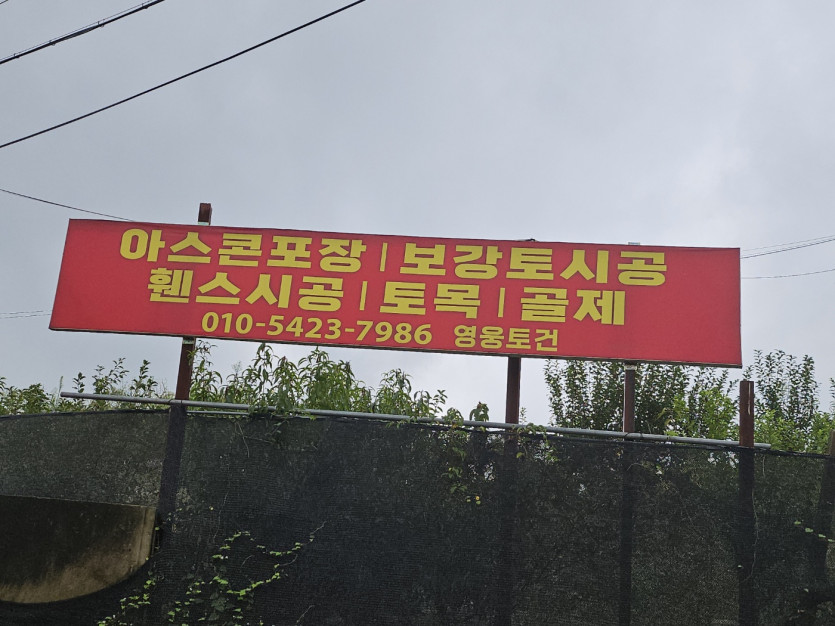 아스콘포장 | 보강토시공
휀스시공 | 토목 | 골제
010-5423-7986 영웅토건